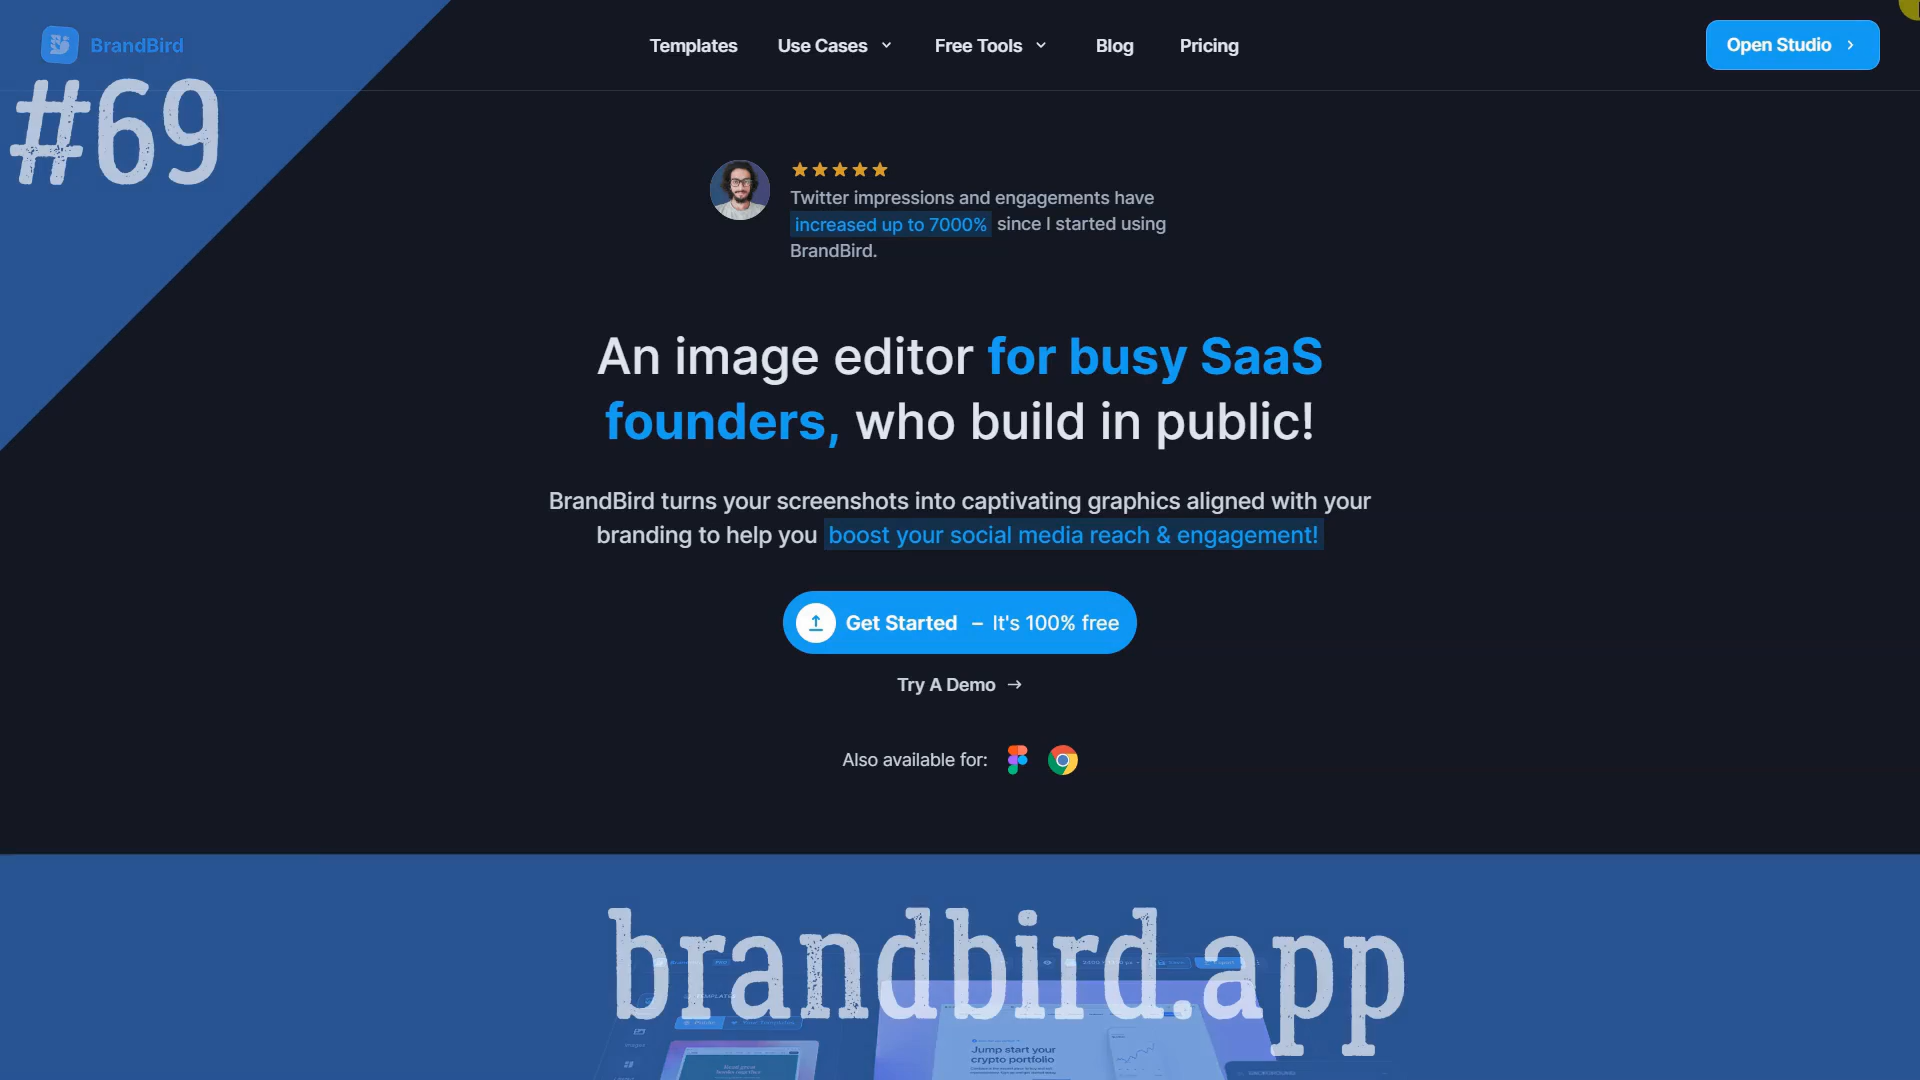 BrandBird
Templates
Use Cases
Free Tools
Blog
Pricing
Open Studio
#69
Twitter impressions and engagements have
increased up to 7000% since I started using
BrandBird.
An image editor for busy SaaS
founders, who build in public!
BrandBird turns your screenshots into captivating graphics aligned with your
branding to help you boost your social media reach & engagement!
Get Started – It's 100% free
Try A Demo →
Also available for:
brandbird.app
Jump start your
crypto portfolio